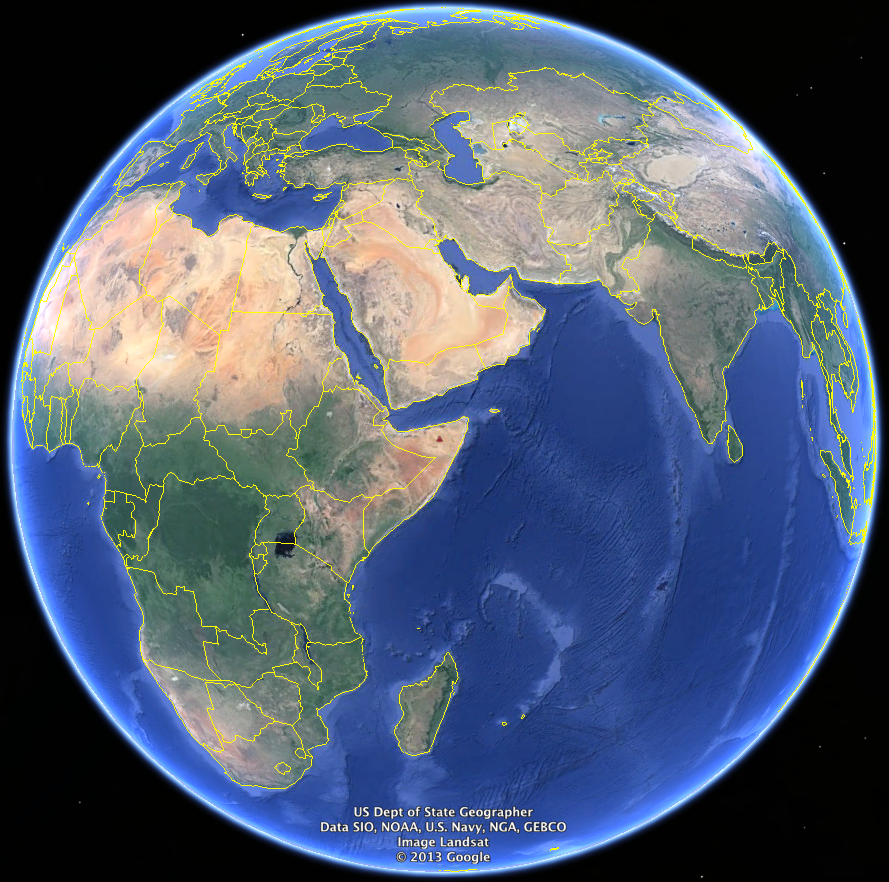 US Dept of State Geographer
Data SIO, NOAA, U.S. Navy, NGA, GEBCO
Image Landsat
© 2013 Google